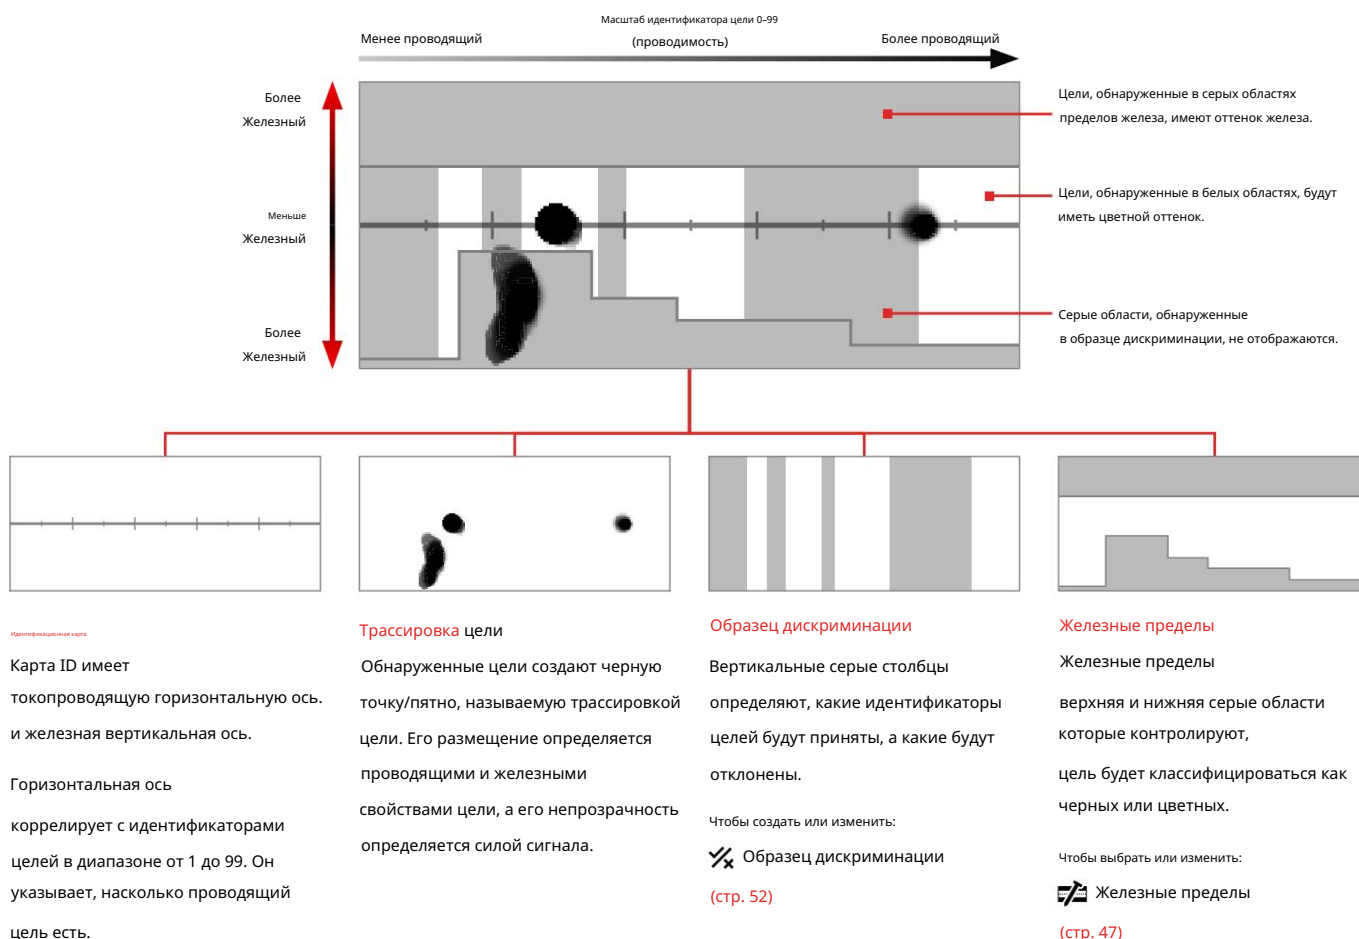 Масштаб идентификатора цели 0–99
Менее проводящий
(проводимость)
Более проводящий
Более
Железный
Меньше
Железный
Более
Железный
Цели, обнаруженные в серых областях
пределов железа, имеют оттенок железа.
Цели, обнаруженные в белых областях, будут
иметь цветной оттенок.
Серые области, обнаруженные
в образце дискриминации, не отображаются.
Идентификационная карта
Карта ID имеет
токопроводящую горизонтальную ось.
и железная вертикальная ось.
Горизонтальная ось
коррелирует с идентификаторами
целей в диапазоне от 1 до 99. Он
указывает, насколько проводящий
цель есть.
Трассировка цели
Обнаруженные цели создают черную
точку/пятно, называемую трассировкой
цели. Его размещение определяется
проводящими и железными
свойствами цели, а его непрозрачность
определяется силой сигнала.
Образец дискриминации
Вертикальные серые столбцы
определяют, какие идентификаторы
целей будут приняты, а какие будут
отклонены.
Чтобы создать или изменить:
Образец дискриминации
(стр. 52)
Железные пределы
Железные пределы
верхняя и нижняя серые области
которые контролируют,
цель будет классифицироваться как
черных или цветных.
Чтобы выбрать или изменить:
Железные пределы
(стр. 47)